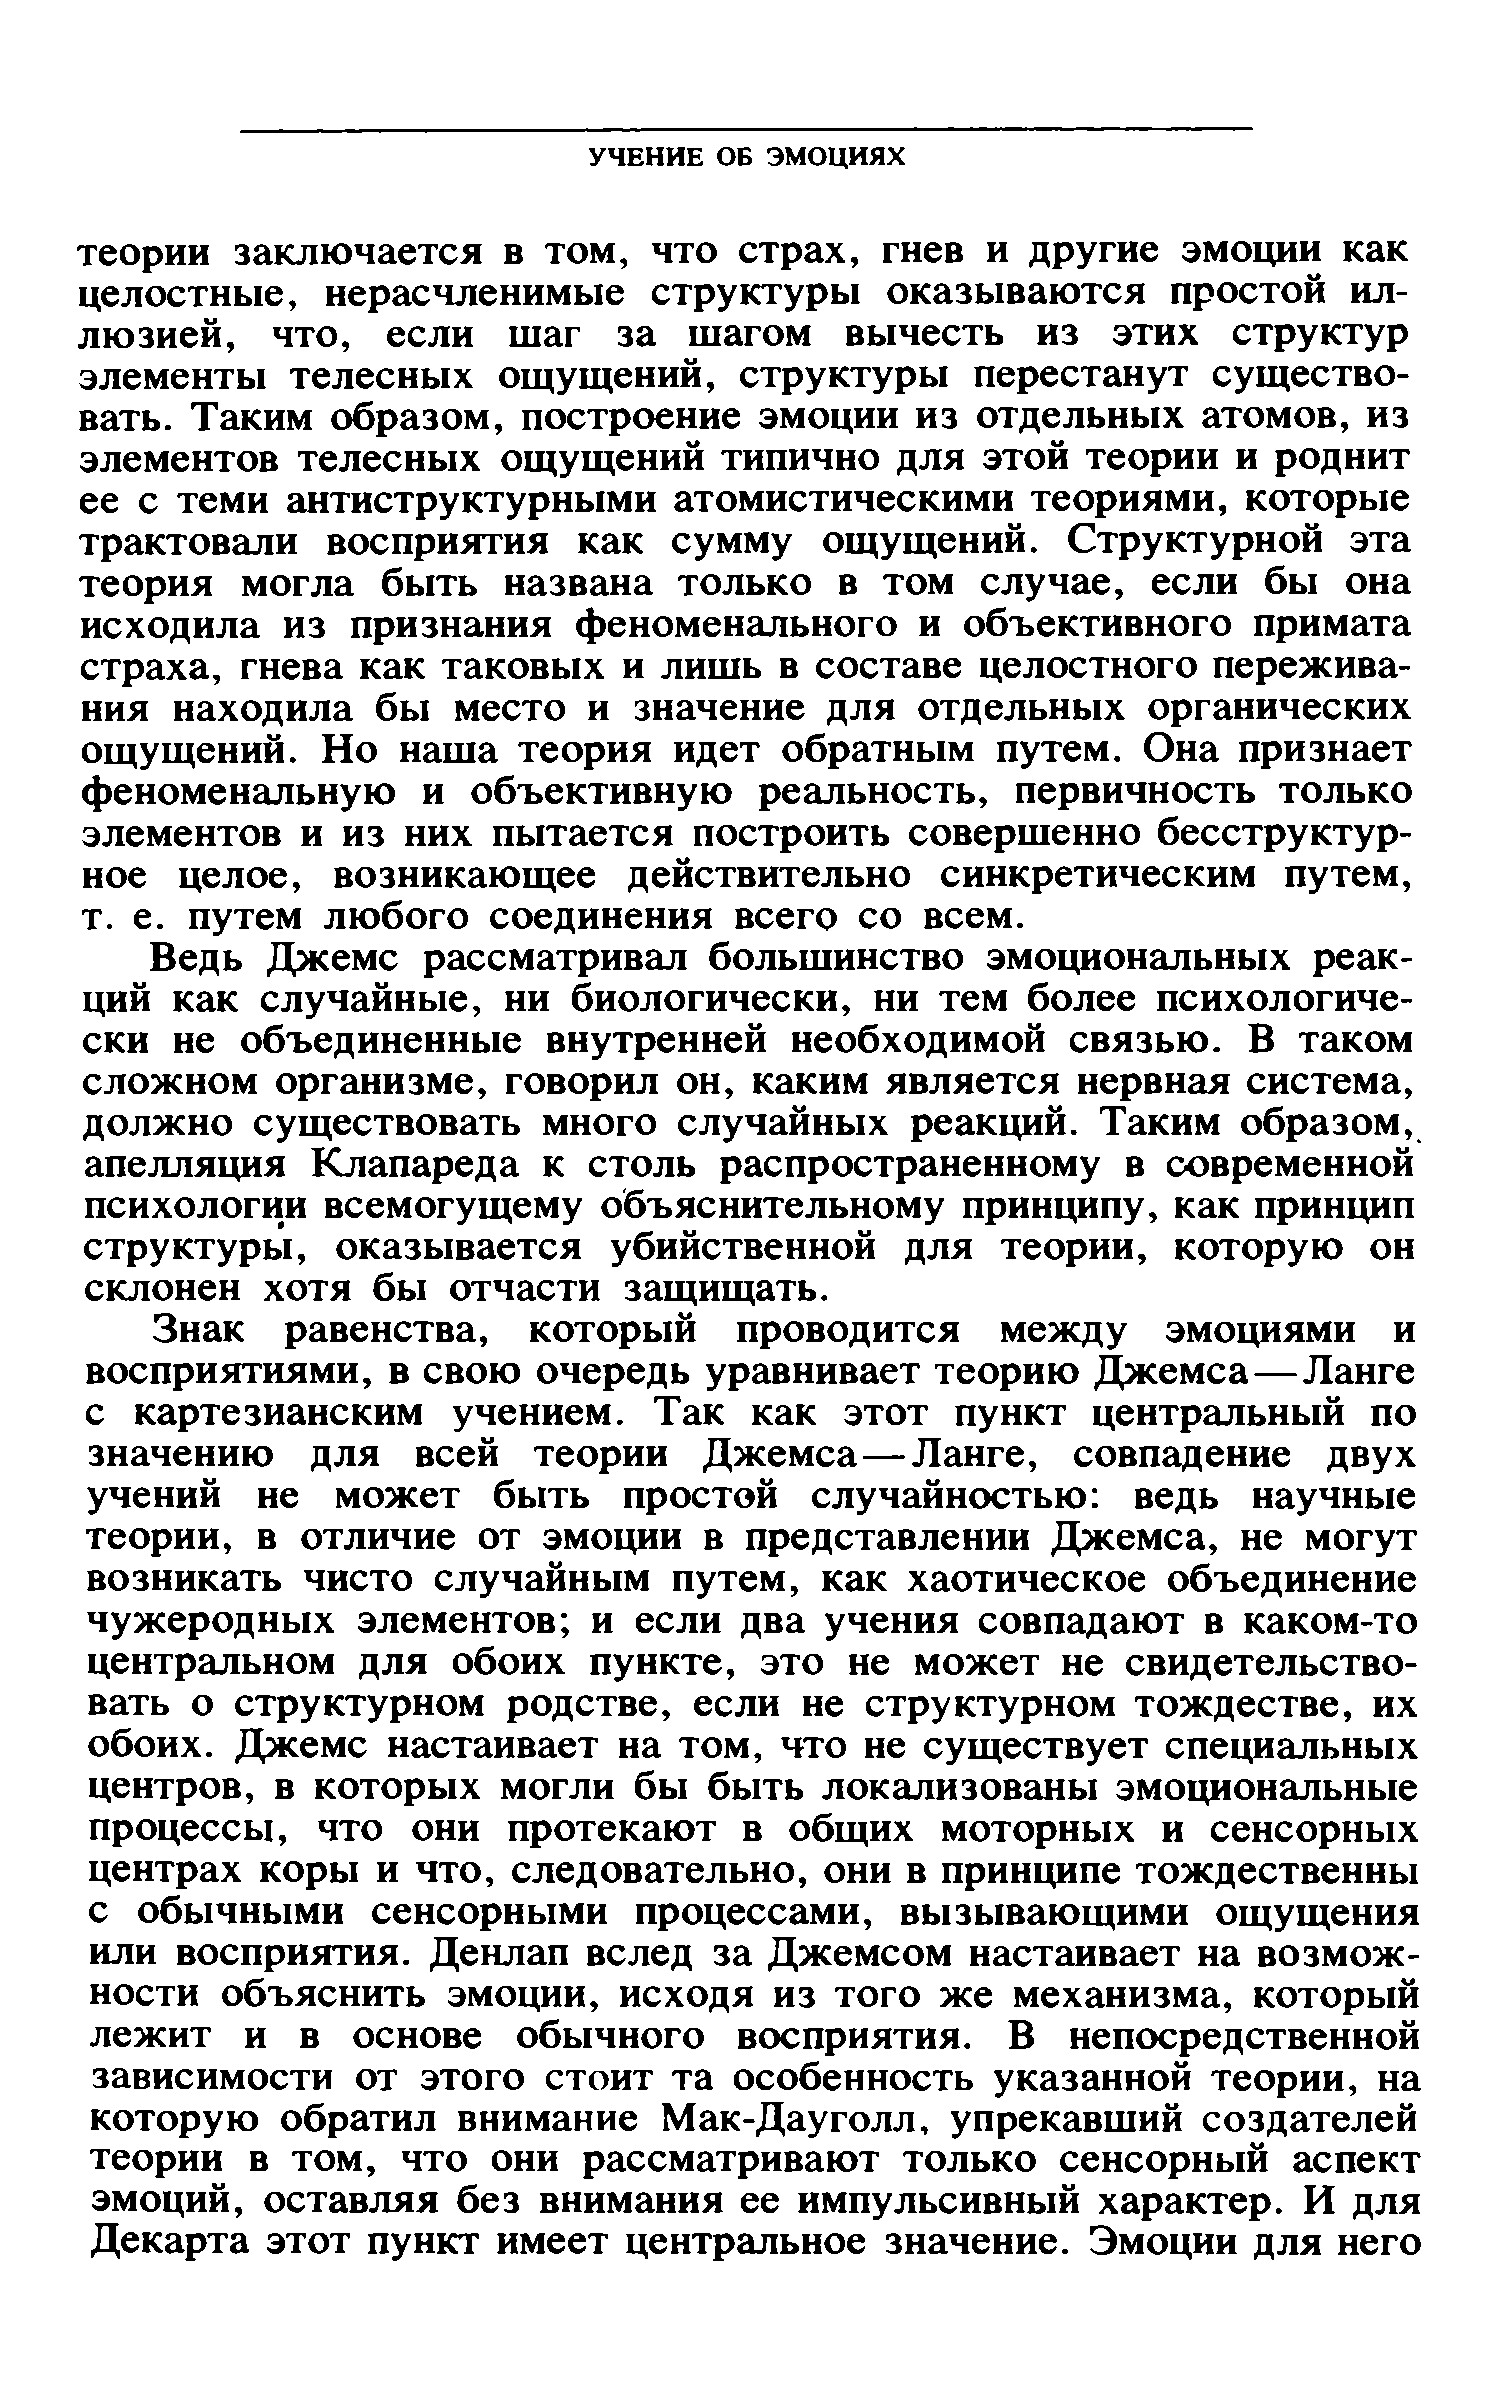 УЧЕНИЕ ОБ ЭМОЦИЯХ
теории заключается в том, что страх, гнев и другие эмоции как
целостные, нерасчленимые структуры оказываются простой ил-
люзией, что, если шаг за шагом вычесть из этих структур
элементы телесных ощущений, структуры перестанут существо-
вать. Таким образом, построение эмоции из отдельных атомов, из
элементов телесных ощущений типично для этой теории и роднит
ее с теми антиструктурными атомистическими теориями, которые
трактовали восприятия как сумму ощущений. Структурной эта
теория могла быть названа только в том случае, если бы она
исходила из признания феноменального и объективного примата
страха, гнева как таковых и лишь в составе целостного пережива-
ния находила бы место и значение для отдельных органических
ощущений. Но наша теория идет обратным путем. Она признает
феноменальную и объективную реальность, первичность только
элементов и из них пытается построить совершенно бесструктур-
ное целое, возникающее действительно синкретическим путем,
т. е. путем любого соединения всего со всем.
Ведь Джемс рассматривал большинство эмоциональных реак-
ций как случайные, ни биологически, ни тем более психологиче-
ски не объединенные внутренней необходимой связью. В таком
сложном организме, говорил он, каким является нервная система,
должно существовать много случайных реакций. Таким образом,
апелляция Клапареда к столь распространенному в современной
психологии всемогущему объяснительному принципу, как принцип
структуры, оказывается убийственной для теории, которую он
склонен хотя бы отчасти защищать.
Знак равенства, который проводится между эмоциями и
восприятиями, в свою очередь уравнивает теорию Джемса—Ланге
с картезианским учением. Так как этот пункт центральный по
значению для всей теории Джемса—Ланге, совпадение двух
учений не может быть простой случайностью: ведь научные
теории, в отличие от эмоции в представлении Джемса, не могут
возникать чисто случайным путем, как хаотическое объединение
чужеродных элементов; и если два учения совпадают в каком-то
центральном для обоих пункте, это не может не свидетельство-
вать о структурном родстве, если не структурном тождестве, их
обоих. Джемс настаивает на том, что не существует специальных
центров, в которых могли бы быть локализованы эмоциональные
процессы, что они протекают в общих моторных и сенсорных
центрах коры и что, следовательно, они в принципе тождественны
с обычными сенсорными процессами, вызывающими ощущения
или восприятия. Денлап вслед за Джемсом настаивает на возмож-
ности объяснить эмоции, исходя из того же механизма, который
лежит и в основе обычного восприятия. В непосредственной
зависимости от этого стоит та особенность указанной теории, на
которую обратил внимание Мак-Дауголл, упрекавший создателей
теории в том, что они рассматривают только сенсорный аспект
эмоций, оставляя без внимания ее импульсивный характер. И для
Декарта этот пункт имеет центральное значение. Эмоции для него